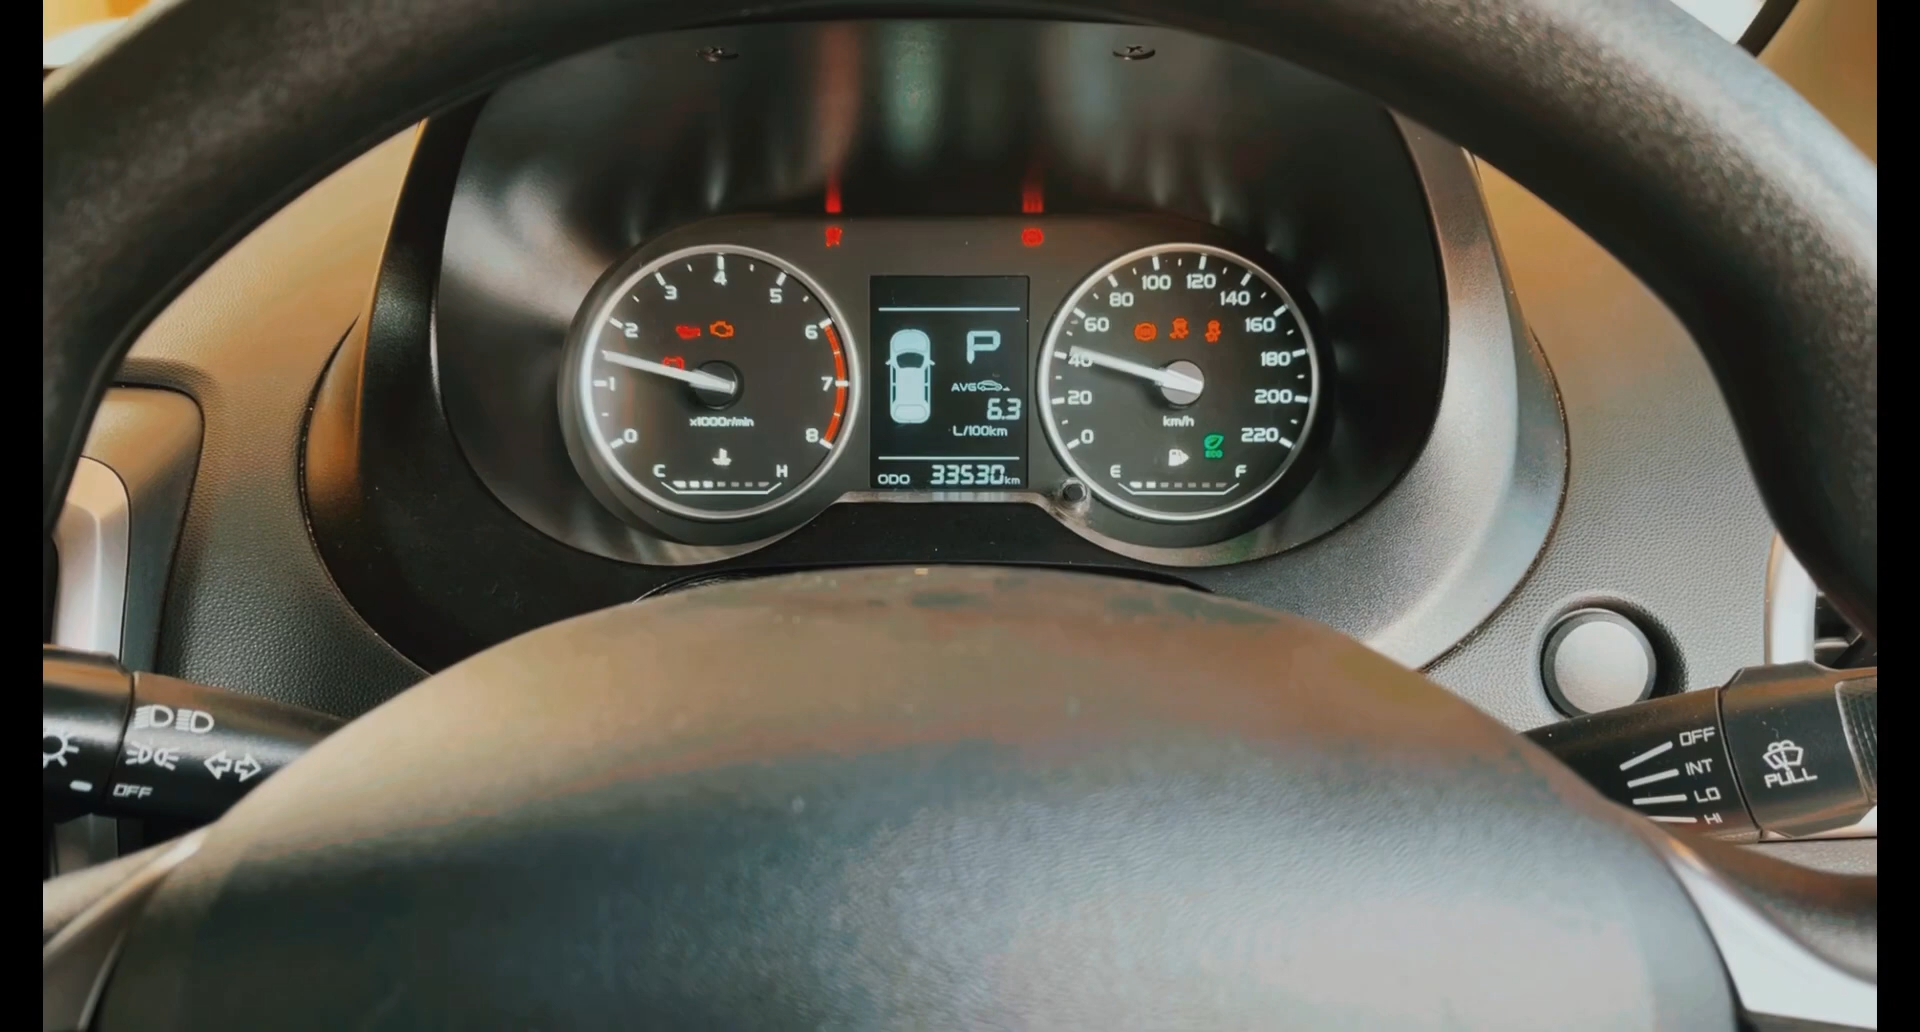 0
1
2
3
4
5
6
7
8
x1000r/min
C H
P
AVG
6.3
L/100km
ODO 33530km
0
20
40
60
80
100
120
140
160
180
200
220
km/h
ECO
E F
OFF
OFF
INT
LO
HI
PULL